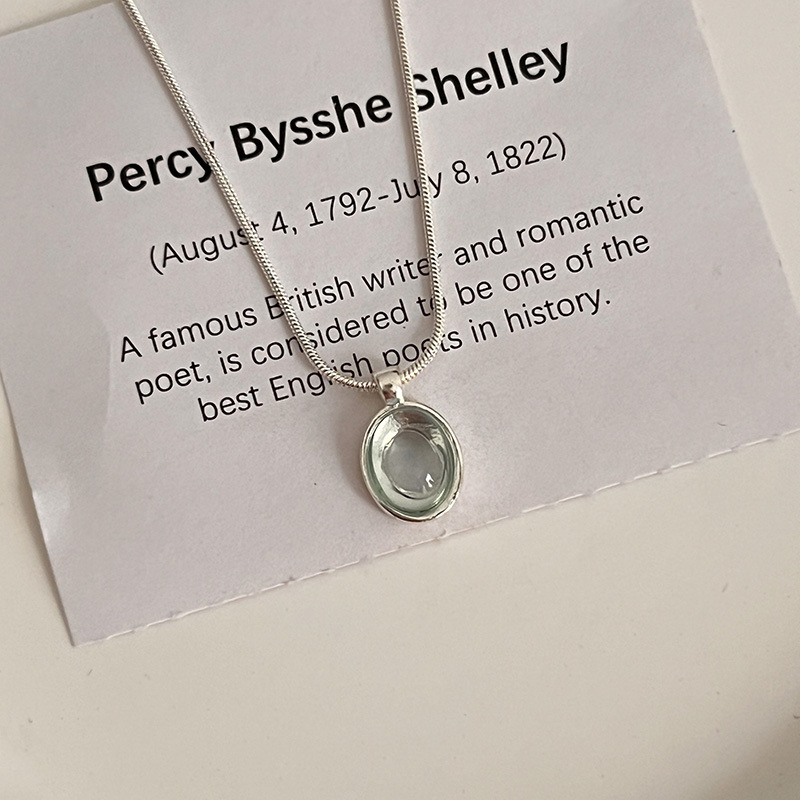 Percy Bysshe Shelley
(August 4, 1792-July 8, 1822)
A famous British writer and romantic
poet, is considered to be one of the
best English poets in history.